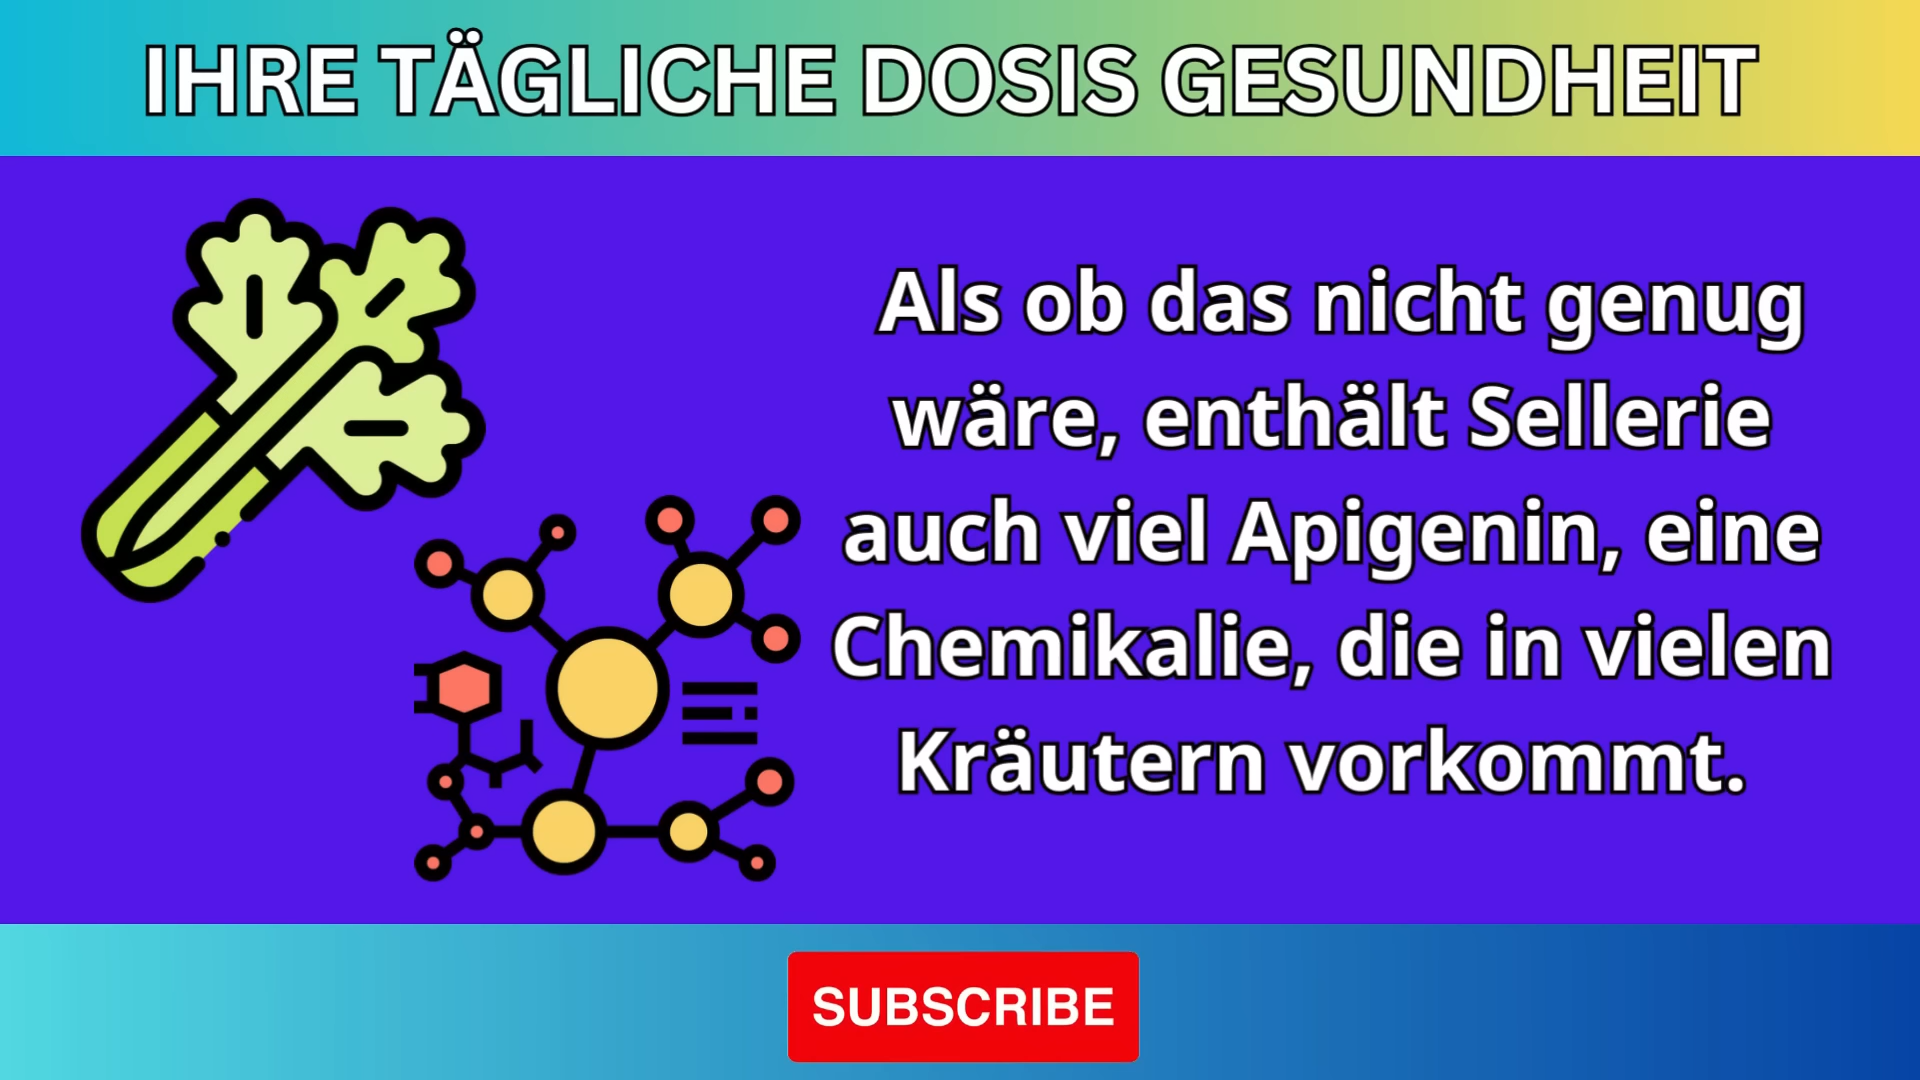 IHRE TÄGLICHE DOSIS GESUNDHEIT
Als ob das nicht genug
wäre, enthält Sellerie
auch viel Apigenin, eine
Chemikalie, die in vielen
Kräutern vorkommt.
SUBSCRIBE